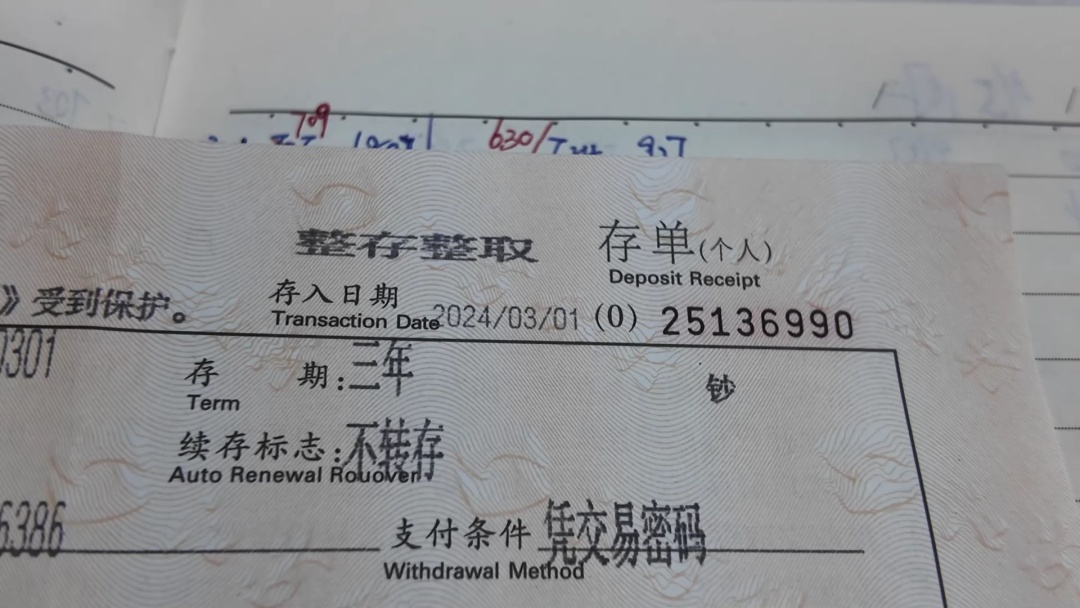 709
630/
9.7
整存整取 存单(个人)
Deposit Receipt
》受到保护。
存入日期
Transaction Date 2024/03/01 (0) 25136990
0301
存 期:三年 钞
Term
续存标志:不转存
Auto Renewal Rouover
6386
支付条件 凭交易密码
Withdrawal Method